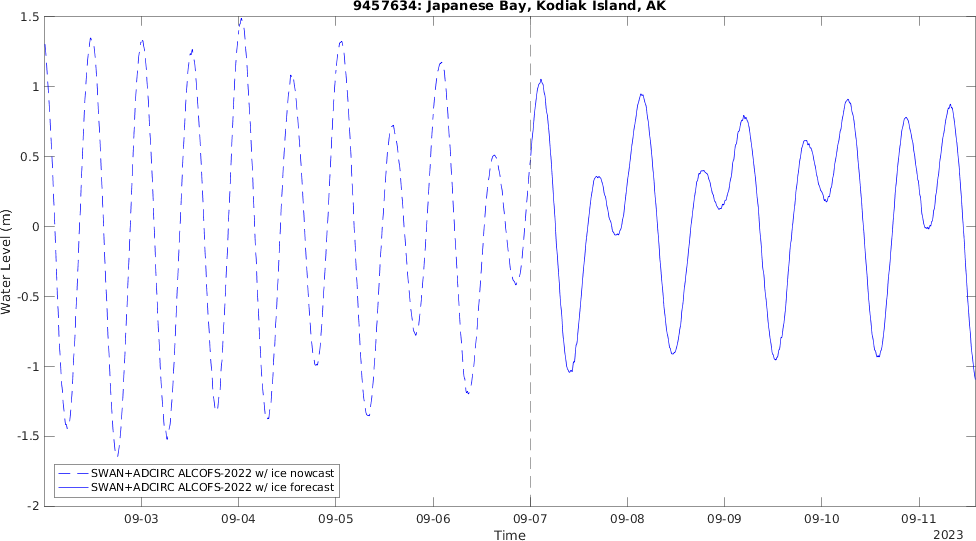 9457634: Japanese Bay, Kodiak Island, AK
1.5
1
0.5
0
-0.5
-1
-1.5
-2
Water Level (m)
SWAN+ADCIRC ALCOFS-2022 w/ ice nowcast
SWAN+ADCIRC ALCOFS-2022 w/ ice forecast
09-03 09-04 09-05 09-06 09-07 09-08 09-09 09-10 09-11
Time
2023